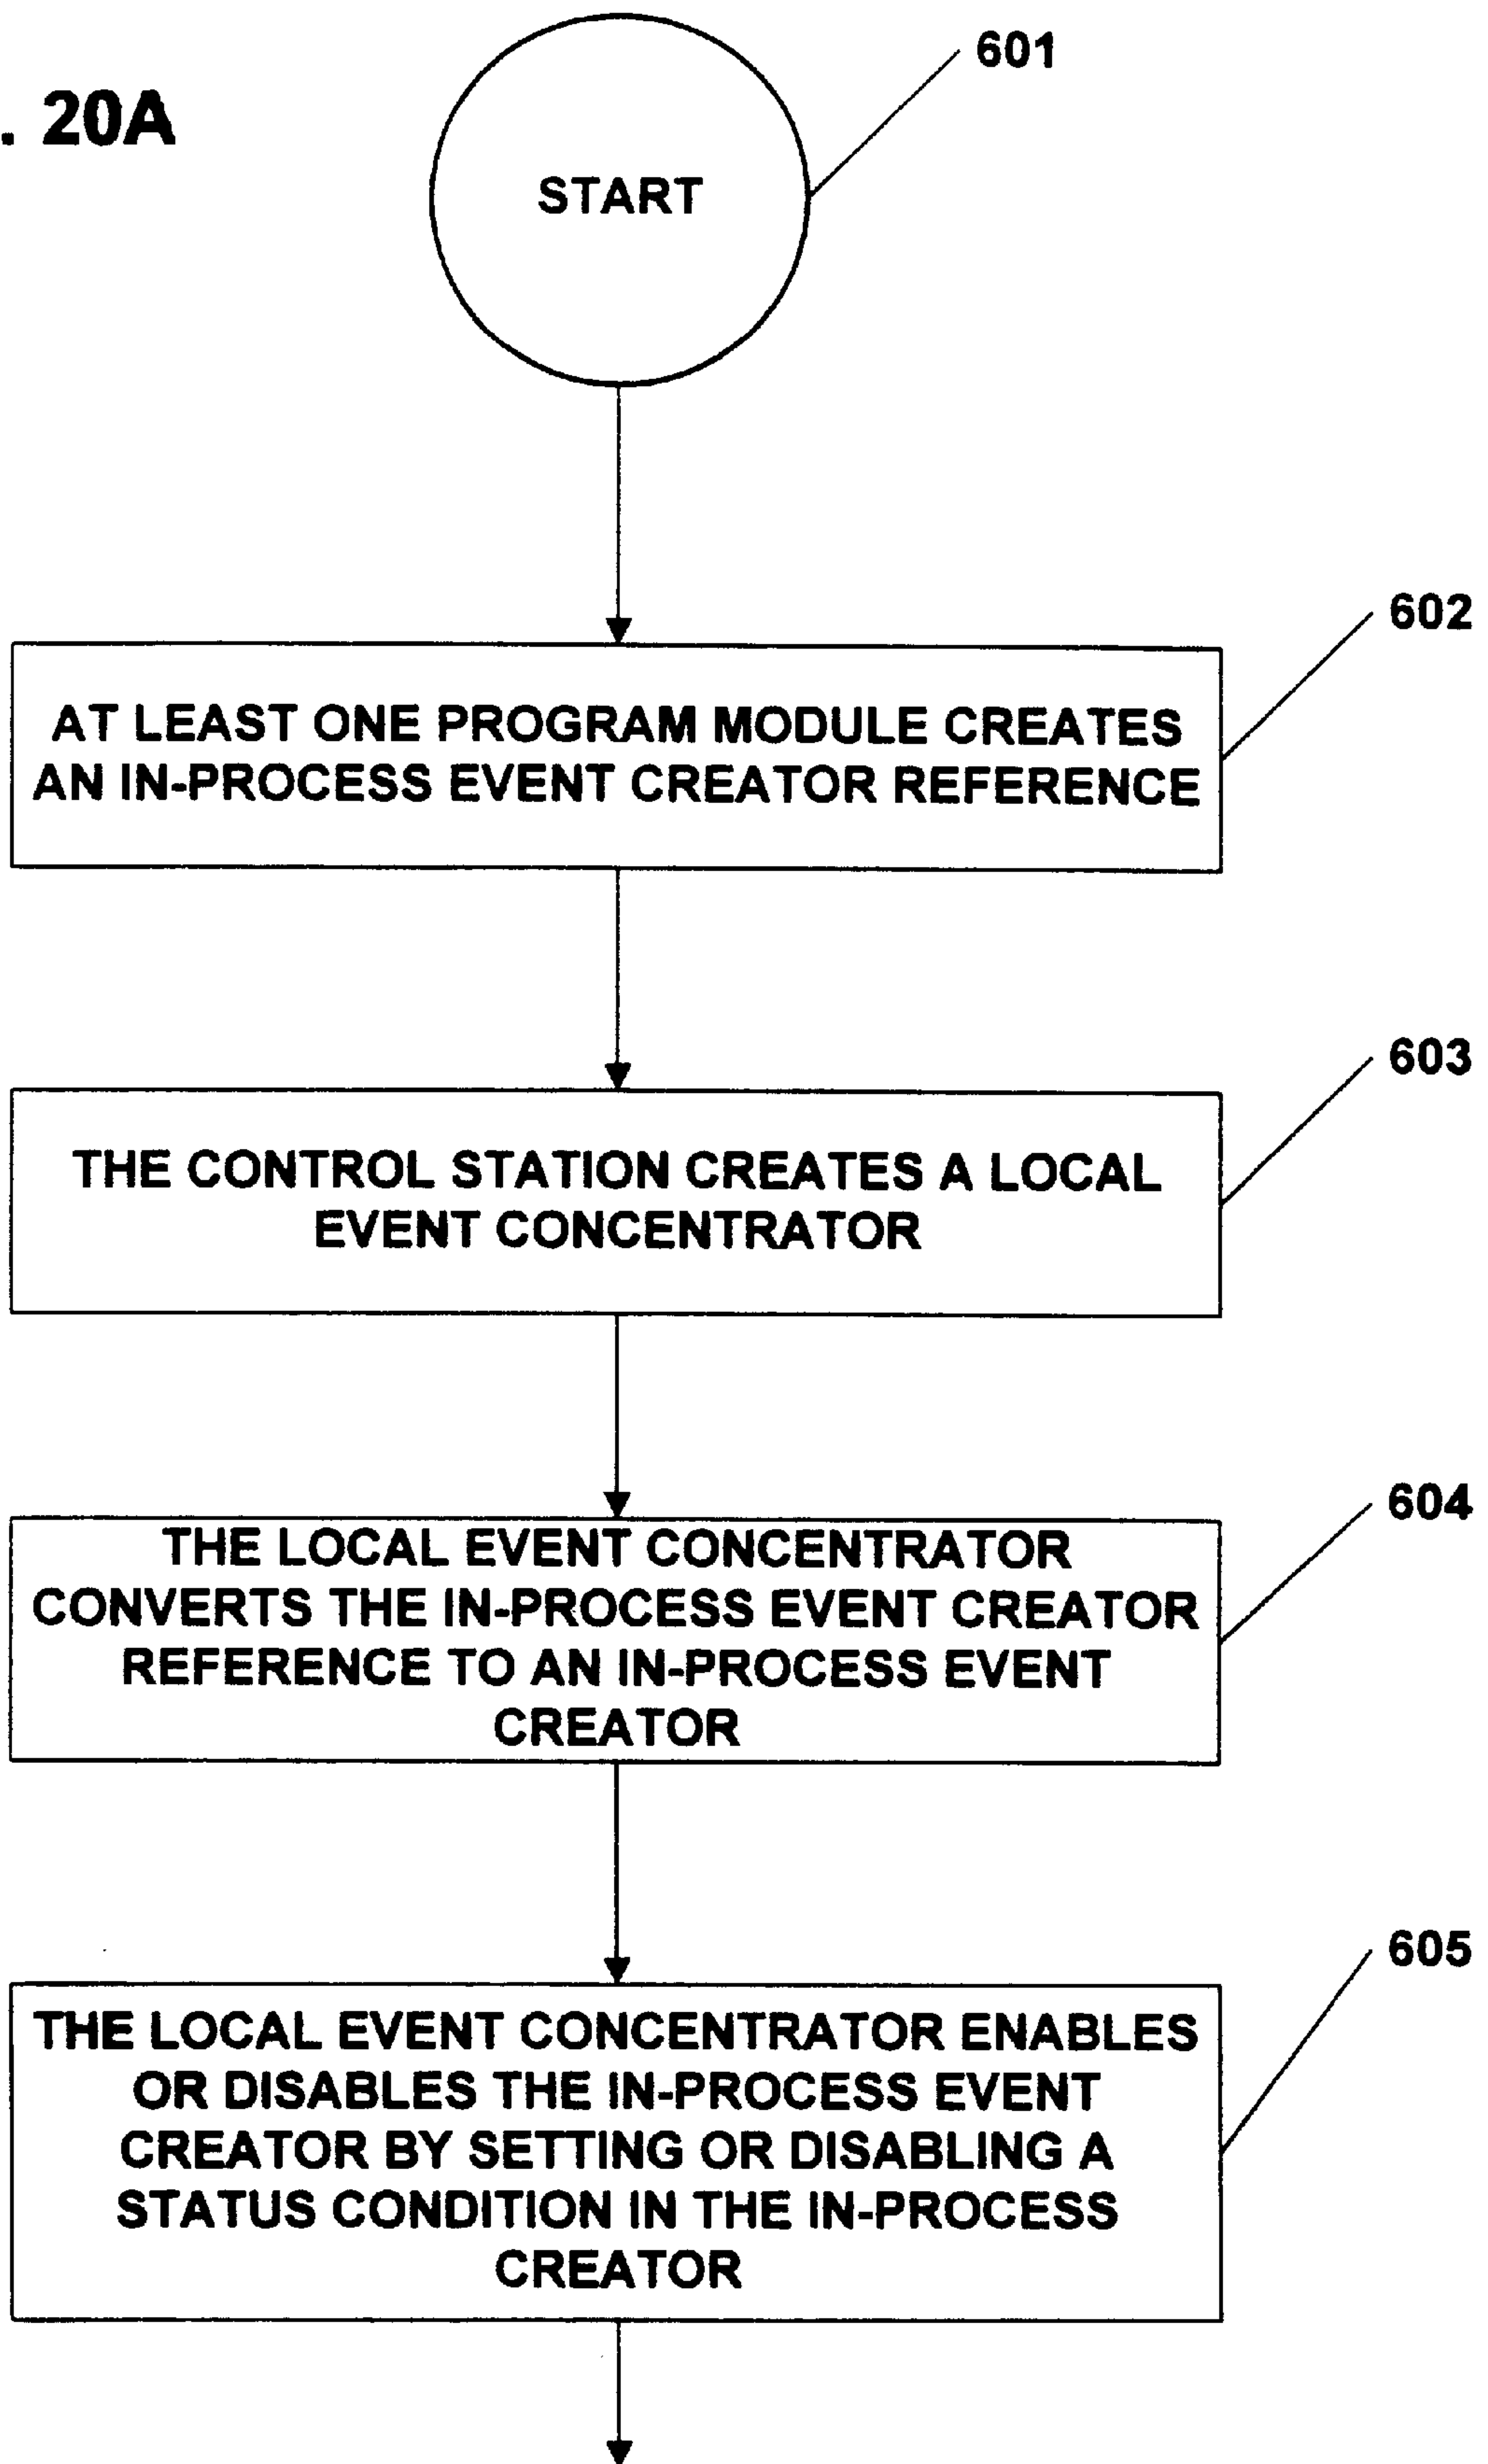 . 20A
601
START
602
AT LEAST ONE PROGRAM MODULE CREATES
AN IN-PROCESS EVENT CREATOR REFERENCE
603
THE CONTROL STATION CREATES A LOCAL
EVENT CONCENTRATOR
604
THE LOCAL EVENT CONCENTRATOR
CONVERTS THE IN-PROCESS EVENT CREATOR
REFERENCE TO AN IN-PROCESS EVENT
CREATOR
605
THE LOCAL EVENT CONCENTRATOR ENABLES
OR DISABLES THE IN-PROCESS EVENT
CREATOR BY SETTING OR DISABLING A
STATUS CONDITION IN THE IN-PROCESS
CREATOR